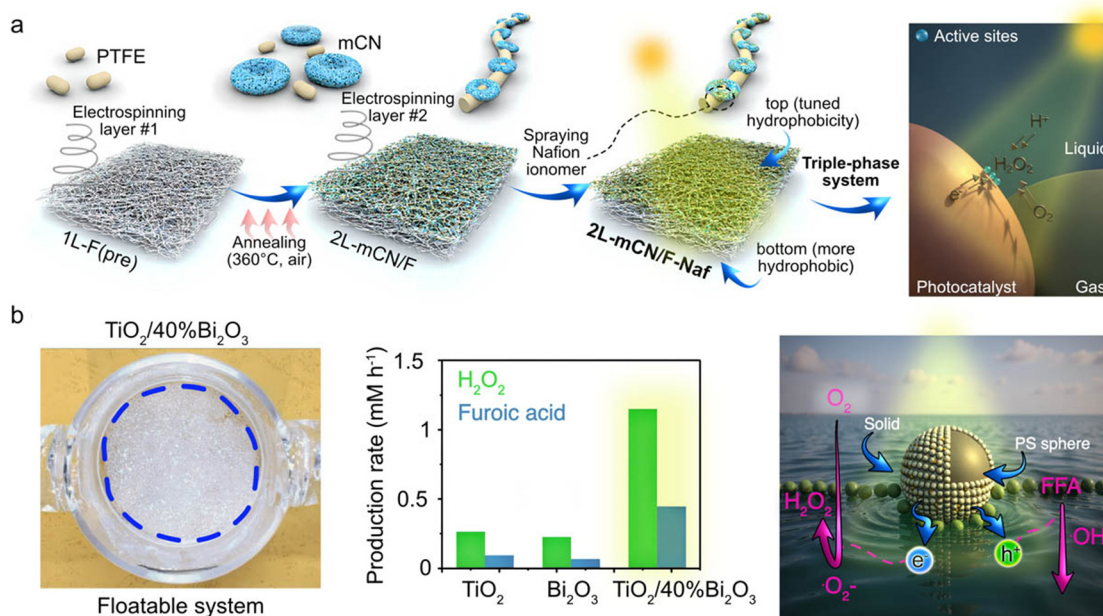 a
PTFE
mCN
Electrospinning
layer #1
Electrospinning
layer #2
Annealing
(360°C, air)
1L-F(pre)
2L-mCN/F
Spraying
Nafion
ionomer
top (tuned
hydrophobicity)
Triple-phase
system
bottom (more
hydrophobic)
2L-mCN/F-Naf
Active sites
H⁺
Liquid
H₂O₂
e⁻
O₂
Photocatalyst
Gas
b
TiO₂/40%Bi₂O₃
Floatable system
Production rate (mM h⁻¹)
1.5
1
0.5
0
H₂O₂
Furoic acid
TiO₂
Bi₂O₃
TiO₂/40%Bi₂O₃
O₂
Solid
PS sphere
H₂O₂
FFA
OH
e⁻
h⁺
·O₂⁻